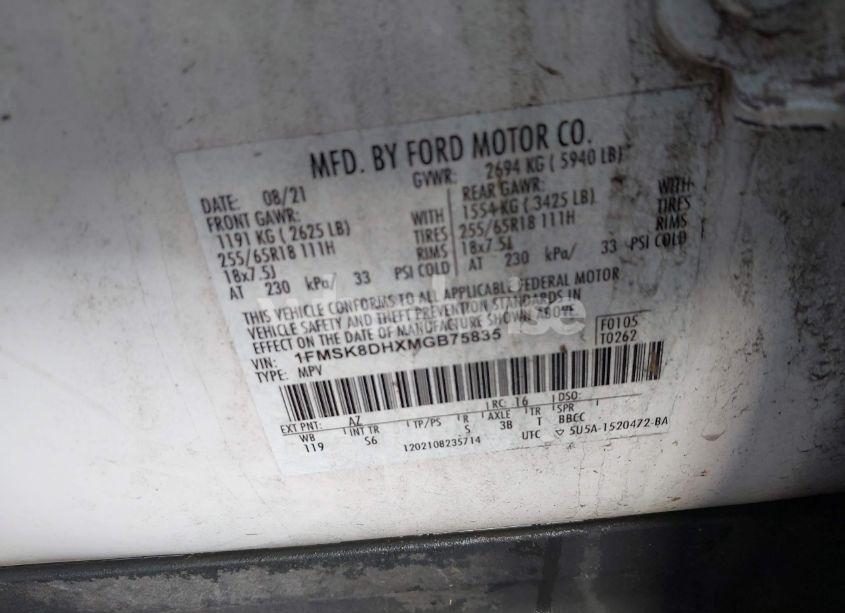 MFD. BY FORD MOTOR CO.
DATE: 08/21 GVWR: 2694 KG ( 5940 LB)
FRONT GAWR: WITH REAR GAWR: WITH
1191 KG ( 2625 LB) TIRES 1554 KG ( 3425 LB) TIRES
255/65R18 111H RIMS 255/65R18 111H RIMS
18x7.5J 18x7.5J
AT 230 kPa/ 33 PSI COLD AT 230 kPa/ 33 PSI COLD
THIS VEHICLE CONFORMS TO ALL APPLICABLE FEDERAL MOTOR
VEHICLE SAFETY AND THEFT PREVENTION STANDARDS IN
EFFECT ON THE DATE OF MANUFACTURE SHOWN ABOVE.
VIN: 1FMSK8DHXMGB75835 F0105
TYPE: MPV T0262
EXT PNT: AZ RC: 16 DSO:
WB INT TR TP/PS R AXLE TR SPR
119 S6 S 3B T BBCC
1202108235714 UTC ▽ 5U5A-1520472-BA